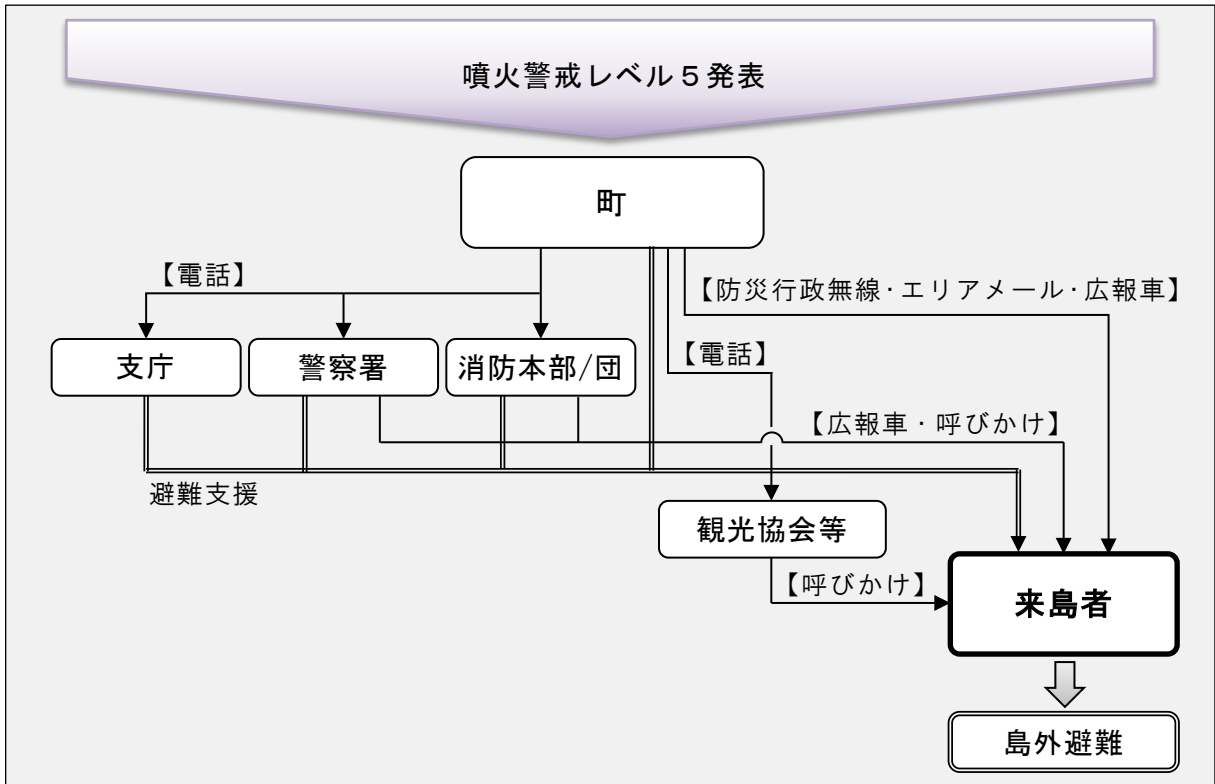 噴火警戒レベル５発表
町
【電話】
【防災行政無線・エリアメール・広報車】
支庁
警察署
消防本部/団
【電話】
【広報車・呼びかけ】
避難支援
観光協会等
【呼びかけ】
来島者
島外避難